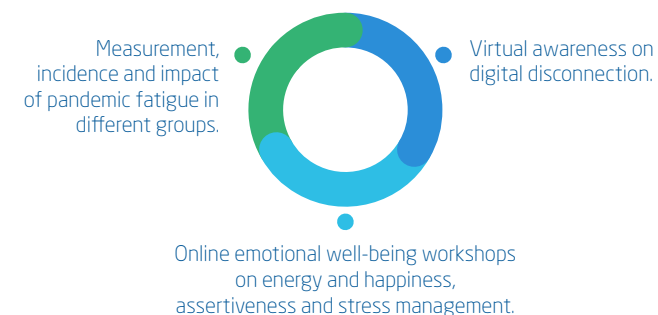 Measurement,
incidence and impact
of pandemic fatigue in
different groups.
Virtual awareness on
digital disconnection.
Online emotional well-being workshops
on energy and happiness,
assertiveness and stress management.